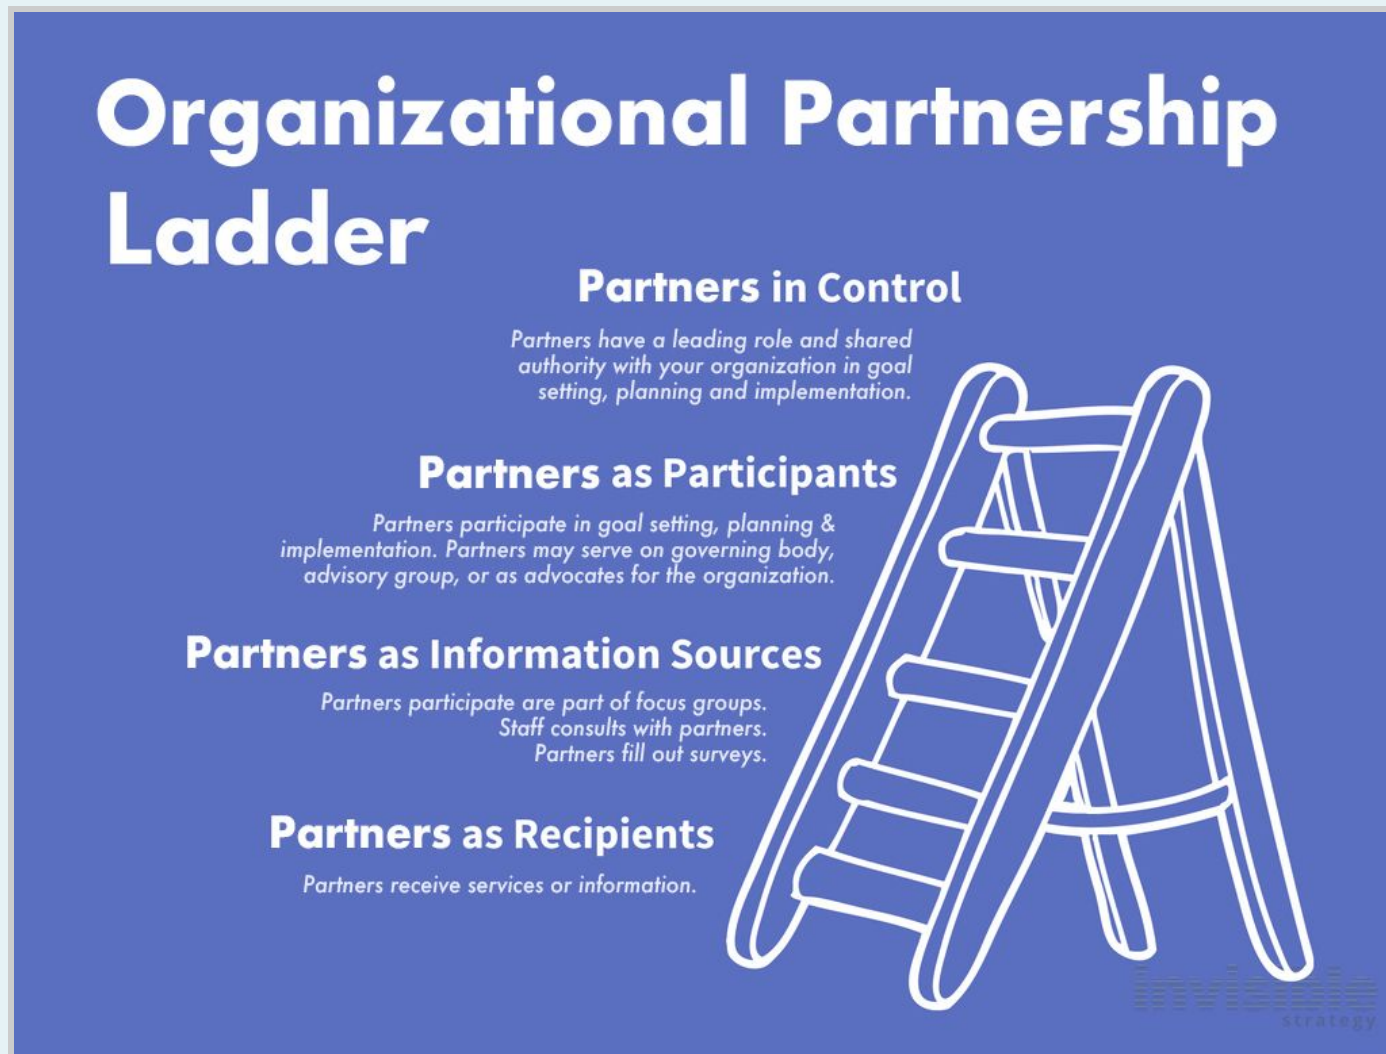 Organizational Partnership
Ladder
Partners in Control
Partners have a leading role and shared
authority with your organization in goal
setting, planning and implementation.
Partners as Participants
Partners participate in goal setting, planning &
implementation. Partners may serve on governing body,
advisory group, or as advocates for the organization.
Partners as Information Sources
Partners participate are part of focus groups.
Staff consults with partners.
Partners fill out surveys.
Partners as Recipients
Partners receive services or information.
invisible
strategy